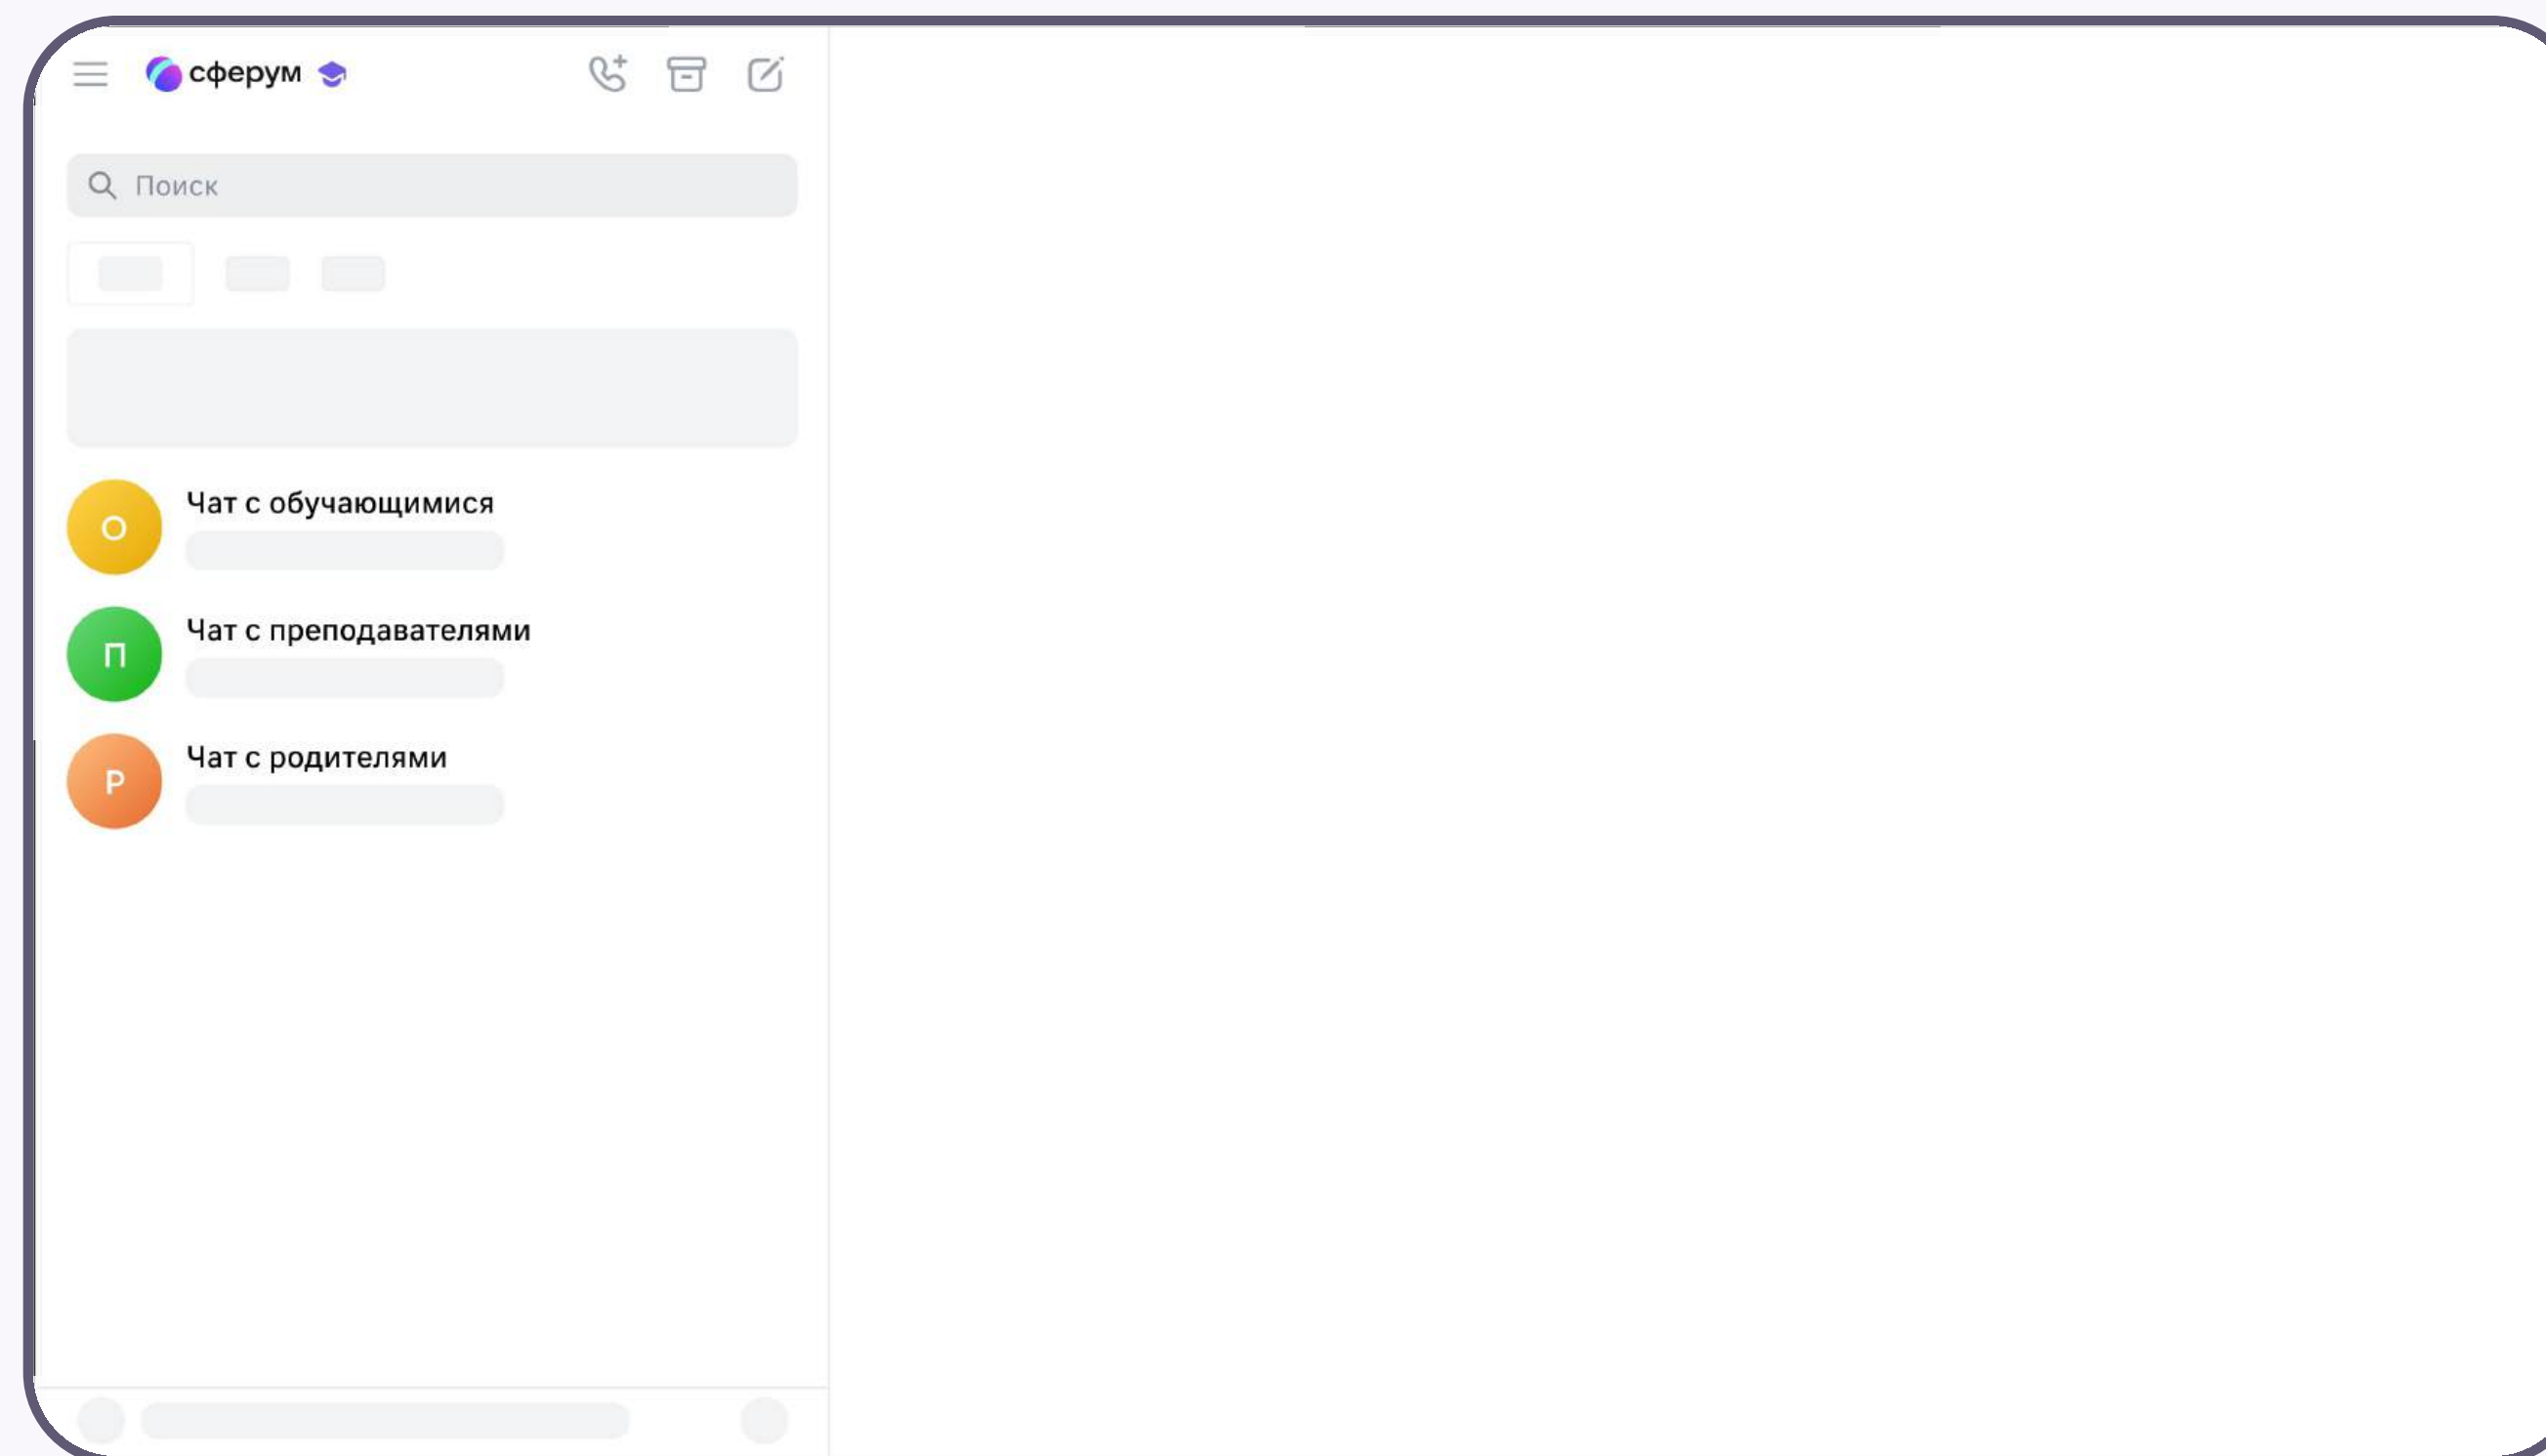 сферум
Поиск
О
Чат с обучающимися
П
Чат с преподавателями
Р
Чат с родителями